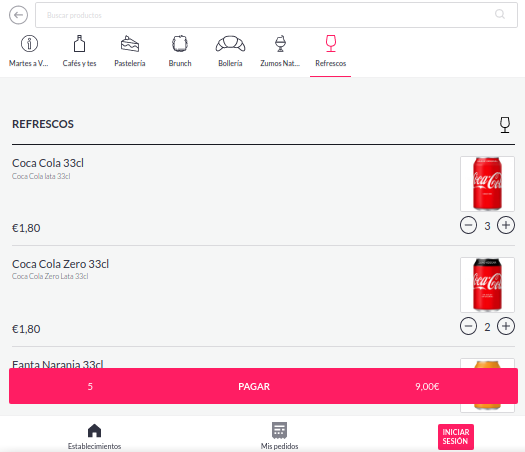 Buscar productos
Martes a V... Cafés y tes Pastelería Brunch Bollería Zumos Nat... Refrescos
REFRESCOS
Coca Cola 33cl
Coca Cola lata 33cl
€1,80
3
Coca Cola Zero 33cl
Coca Cola Zero Lata 33cl
€1,80
2
Fanta Naranja 33cl
5 PAGAR 9,00€
Establecimientos
Mis pedidos
INICIAR
SESIÓN